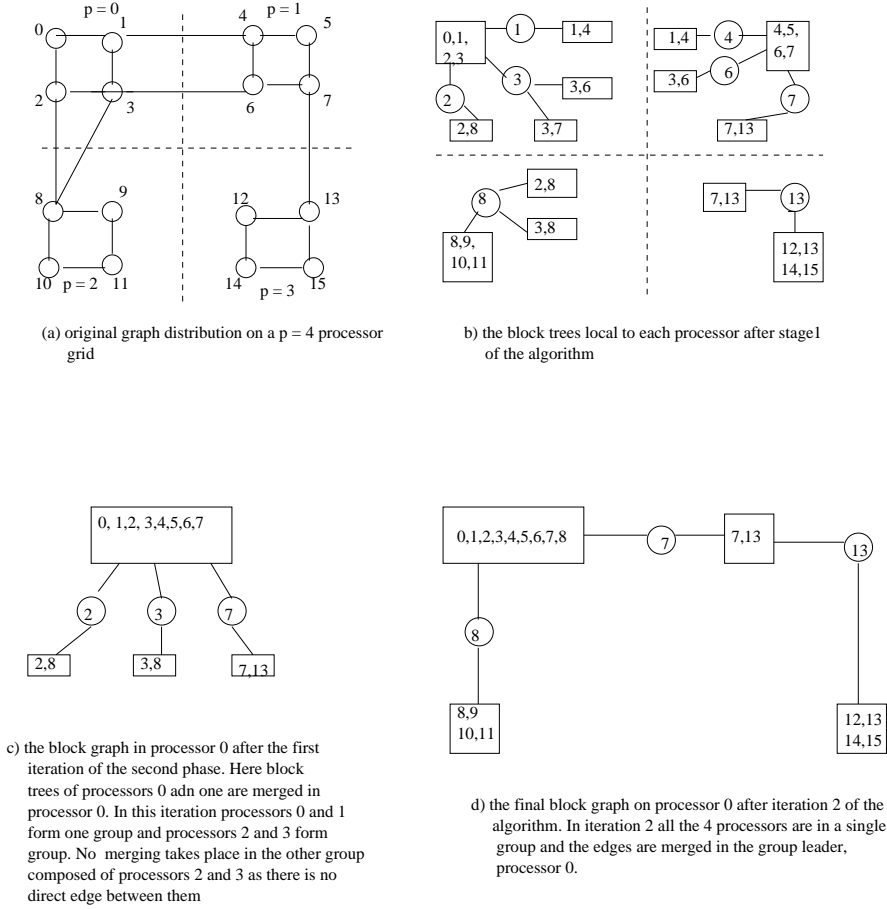 p = 0
p = 1
0
1
4
5
2
3
6
7
8
9
12
13
10
p = 2
11
14
p = 3
15
(a) original graph distribution on a p = 4 processor
grid
0,1,
2,3
1
1,4
3
3,6
2
2,8
3,7
1,4
4
4,5,
6,7
3,6
6
7
7,13
8
2,8
3,8
8,9,
10,11
7,13
13
12,13
14,15
b) the block trees local to each processor after stage1
of the algorithm
0, 1,2, 3,4,5,6,7
2
3
7
2,8
3,8
7,13
c) the block graph in processor 0 after the first
iteration of the second phase. Here block
trees of processors 0 adn one are merged in
processor 0. In this iteration processors 0 and 1
form one group and processors 2 and 3 form
group. No merging takes place in the other group
composed of processors 2 and 3 as there is no
direct edge between them
0,1,2,3,4,5,6,7,8
7
7,13
13
8
8,9
10,11
12,13
14,15
d) the final block graph on processor 0 after iteration 2 of the
algorithm. In iteration 2 all the 4 processors are in a single
group and the edges are merged in the group leader,
processor 0.